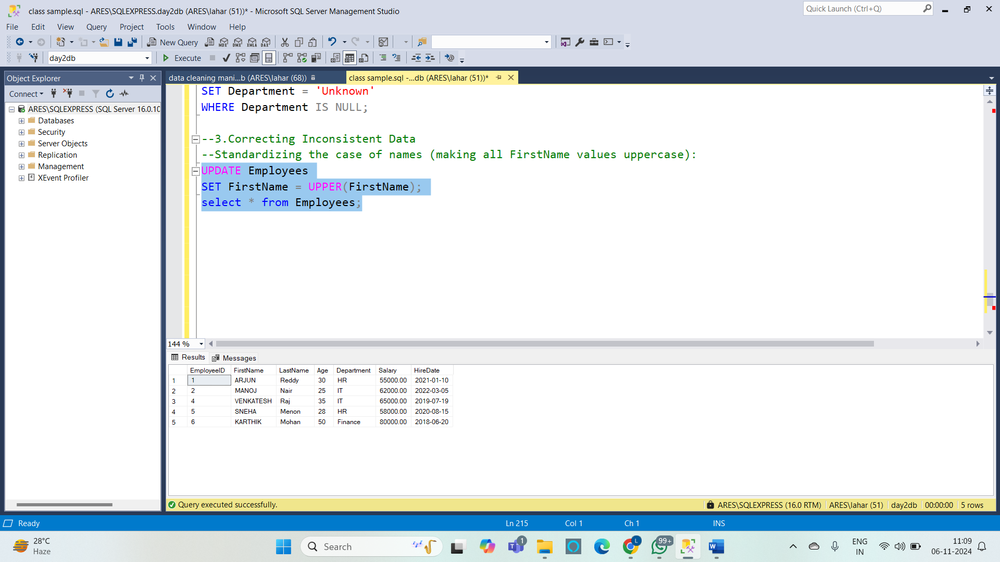 class sample.sql - ARES\SQLEXPRESS.day2db (ARES\lahar (51))* - Microsoft SQL Server Management Studio
Quick Launch (Ctrl+Q)
File Edit View Query Project Tools Window Help
New Query MDX DMX XMLA DAX
day2db Execute
Object Explorer
Connect
ARES\SQLEXPRESS (SQL Server 16.0.10
Databases
Security
Server Objects
Replication
Management
XEvent Profiler
data cleaning mani...b (ARES\lahar (68)) class sample.sql -...db (ARES\lahar (51))*
SET Department = 'Unknown'
WHERE Department IS NULL;
--3.Correcting Inconsistent Data
--Standardizing the case of names (making all FirstName values uppercase):
UPDATE Employees
SET FirstName = UPPER(FirstName);
select * from Employees;
144 %
Results Messages
EmployeeID FirstName LastName Age Department Salary HireDate
1 1 ARJUN Reddy 30 HR 55000.00 2021-01-10
2 2 MANOJ Nair 25 IT 62000.00 2022-03-05
3 4 VENKATESH Raj 35 IT 65000.00 2019-07-19
4 5 SNEHA Menon 28 HR 58000.00 2020-08-15
5 6 KARTHIK Mohan 50 Finance 80000.00 2018-06-20
Query executed successfully. ARES\SQLEXPRESS (16.0 RTM) ARES\lahar (51) day2db 00:00:00 5 rows
Ready Ln 215 Col 1 Ch 1 INS
28°C
Haze
Search
1
L
99+
ENG
IN
11:09
06-11-2024